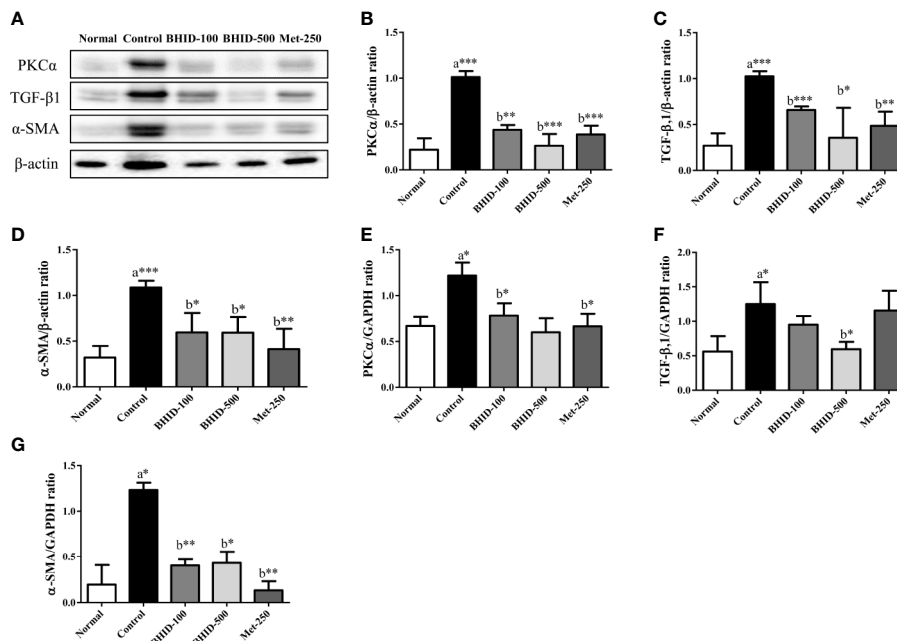 A
Normal Control BHID-100 BHID-500 Met-250
PKCα
TGF-β1
α-SMA
β-actin
B
PKCα/β-actin ratio
1.5
1.0
0.5
0.0
a***
b**
b***
b***
Normal
Control
BHID-100
BHID-500
Met-250
C
TGF-β,1/β-actin ratio
1.5
1.0
0.5
0.0
a***
b***
b*
b**
Normal
Control
BHID-100
BHID-500
Met-250
D
α-SMA/β-actin ratio
1.5
1.0
0.5
0.0
a***
b*
b*
b**
Normal
Control
BHID-100
BHID-500
Met-250
E
PKCα/GAPDH ratio
1.5
1.0
0.5
0.0
a*
b*
b*
Normal
Control
BHID-100
BHID-500
Met-250
F
TGF-β,1/GAPDH ratio
2.0
1.5
1.0
0.5
0.0
a*
b*
Normal
Control
BHID-100
BHID-500
Met-250
G
α-SMA/GAPDH ratio
1.5
1.0
0.5
0.0
a*
b**
b*
b**
Normal
Control
BHID-100
BHID-500
Met-250